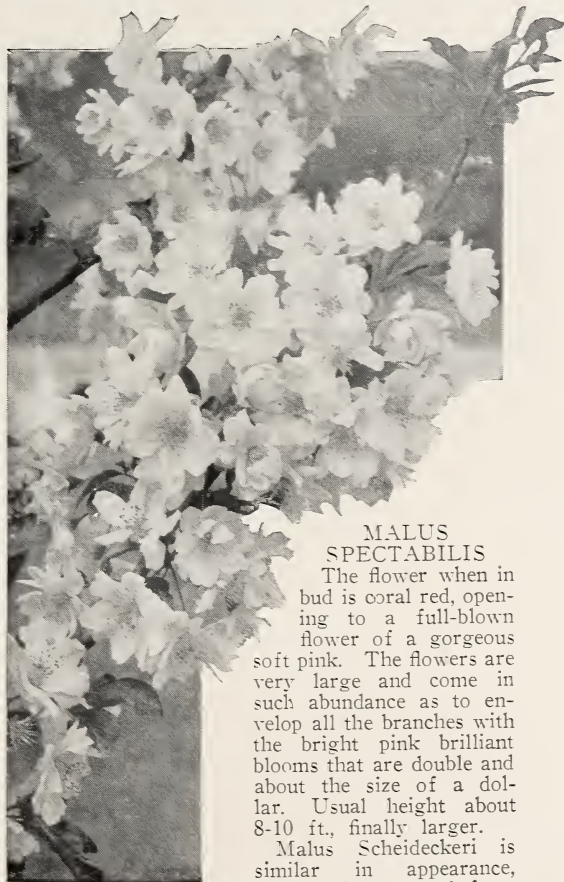 MALUS
SPECTABILIS
The flower when in
bud is coral red, open-
ing to a full-blown
flower of a gorgeous
soft pink. The flowers are
very large and come in
such abundance as to en-
velop all the branches with
the bright pink brilliant
blooms that are double and
about the size of a dol-
lar. Usual height about
8-10 ft., finally larger.
Malus Scheideckeri is
similar in appearance,